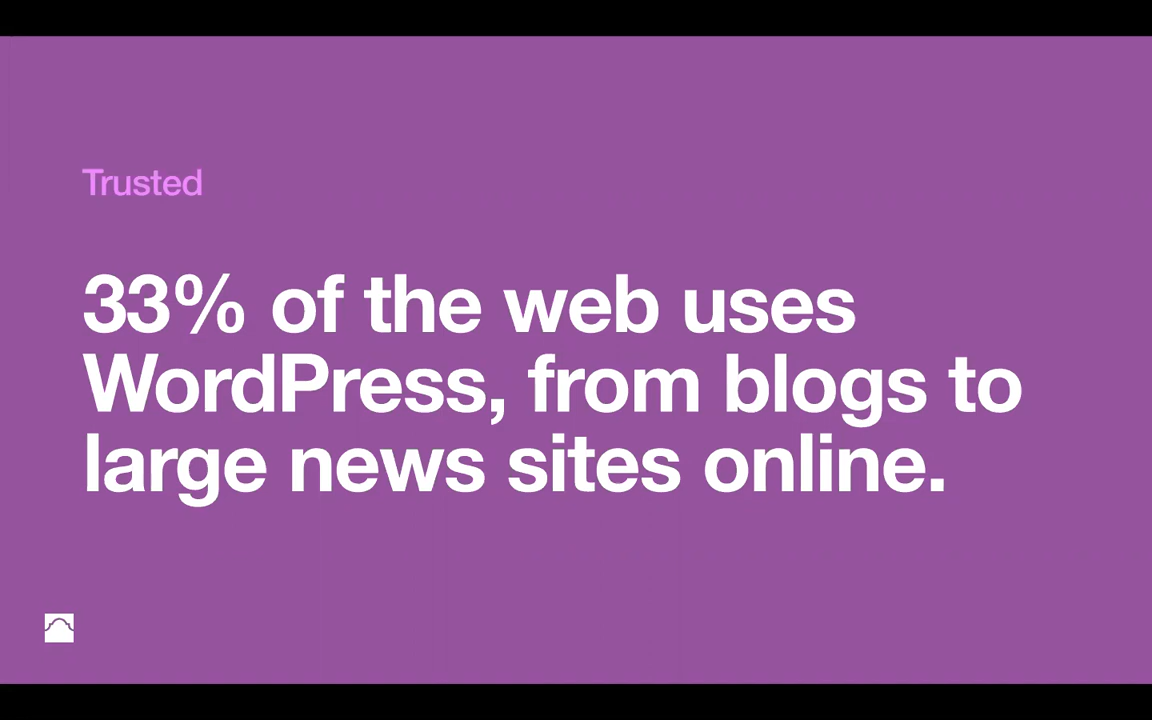 Trusted
33% of the web uses
WordPress, from blogs to
large news sites online.